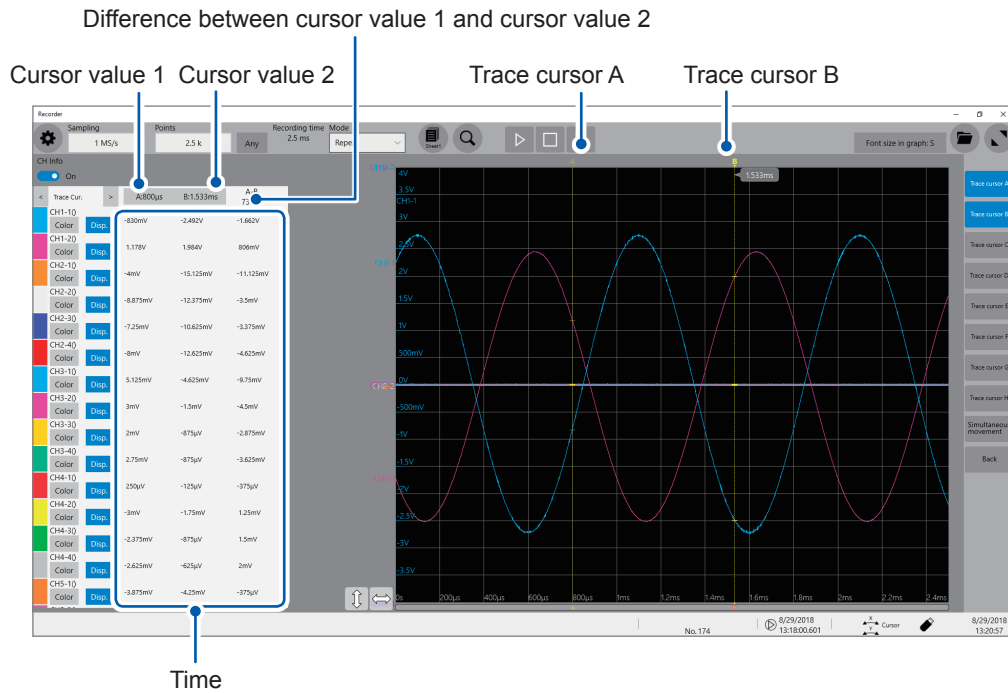 Difference between cursor value 1 and cursor value 2
Cursor value 1 Cursor value 2 Trace cursor A Trace cursor B
Recorder
Sampling Points Recording time Mode
1 MS/s 2.5 k Any 2.5 ms Repe Sheet1 Font size in graph: S
CH Info
On
< Trace Cur. > A:800µs B:1.533ms
CH1-1()
Color Disp. -830mV -2.492V -1.662V
CH1-2()
Color Disp. 1.178V 1.984V 806mV
CH2-1()
Color Disp. -4mV -15.125mV -11.125mV
CH2-2()
Color Disp. -8.875mV -12.375mV -3.5mV
CH2-3()
Color Disp. -7.25mV -10.625mV -3.375mV
CH2-4()
Color Disp. -8mV -12.625mV -4.625mV
CH3-1()
Color Disp. 5.125mV -4.625mV -9.75mV
CH3-2()
Color Disp. 3mV -1.5mV -4.5mV
CH3-3()
Color Disp. 2mV -875µV -2.875mV
CH3-4()
Color Disp. 2.75mV -875µV -3.625mV
CH4-1()
Color Disp. 250µV -125µV -375µV
CH4-2()
Color Disp. -3mV -1.75mV 1.25mV
CH4-3()
Color Disp. -2.375mV -875µV 1.5mV
CH4-4()
Color Disp. -2.625mV -625µV 2mV
CH5-1()
Color Disp. -3.875mV -4.25mV -375µV
A B
1.533ms
4V
3.5V
CH1-1
3V
2.5V
2V
1.5V
1V
500mV
0V
-500mV
-1V
-1.5V
-2V
-2.5V
-3V
-3.5V
0s 200µs 400µs 600µs 800µs 1ms 1.2ms 1.4ms 1.6ms 1.8ms 2ms 2.2ms 2.4ms
Trace cursor A
Trace cursor B
Trace cursor C
Trace cursor D
Trace cursor E
Trace cursor F
Trace cursor G
Trace cursor H
Simultaneou
movement
Back
No. 174 8/29/2018 13:18:00.601 X Y Cursor 8/29/2018 13:20:57
Time